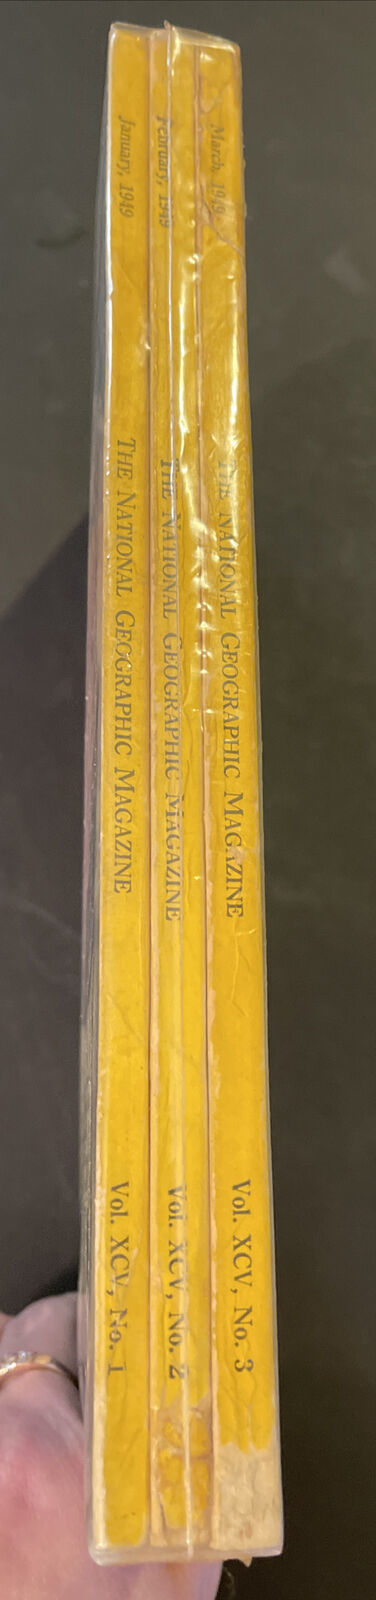 January, 1949
THE NATIONAL GEOGRAPHIC MAGAZINE
Vol. XCV, No. 1
February, 1949
THE NATIONAL GEOGRAPHIC MAGAZINE
Vol. XCV, No. 2
March, 1949
THE NATIONAL GEOGRAPHIC MAGAZINE
Vol. XCV, No. 3